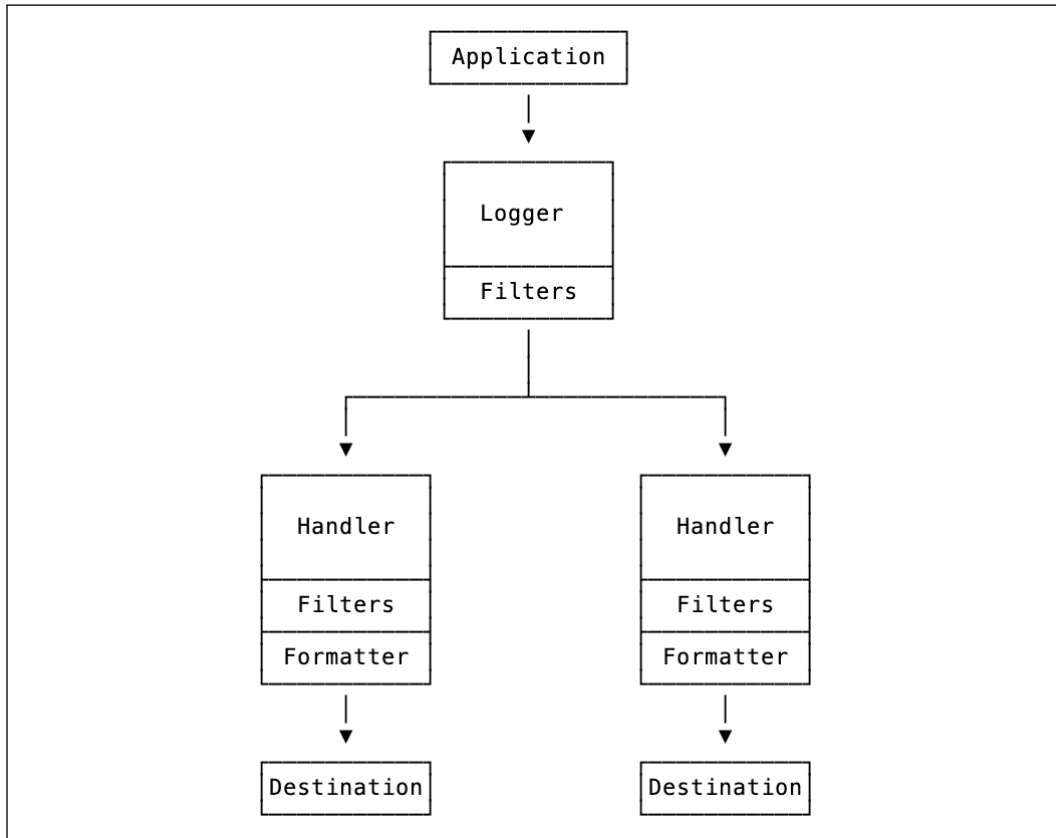 Application
Logger
Filters
Handler Handler
Filters Filters
Formatter Formatter
Destination Destination